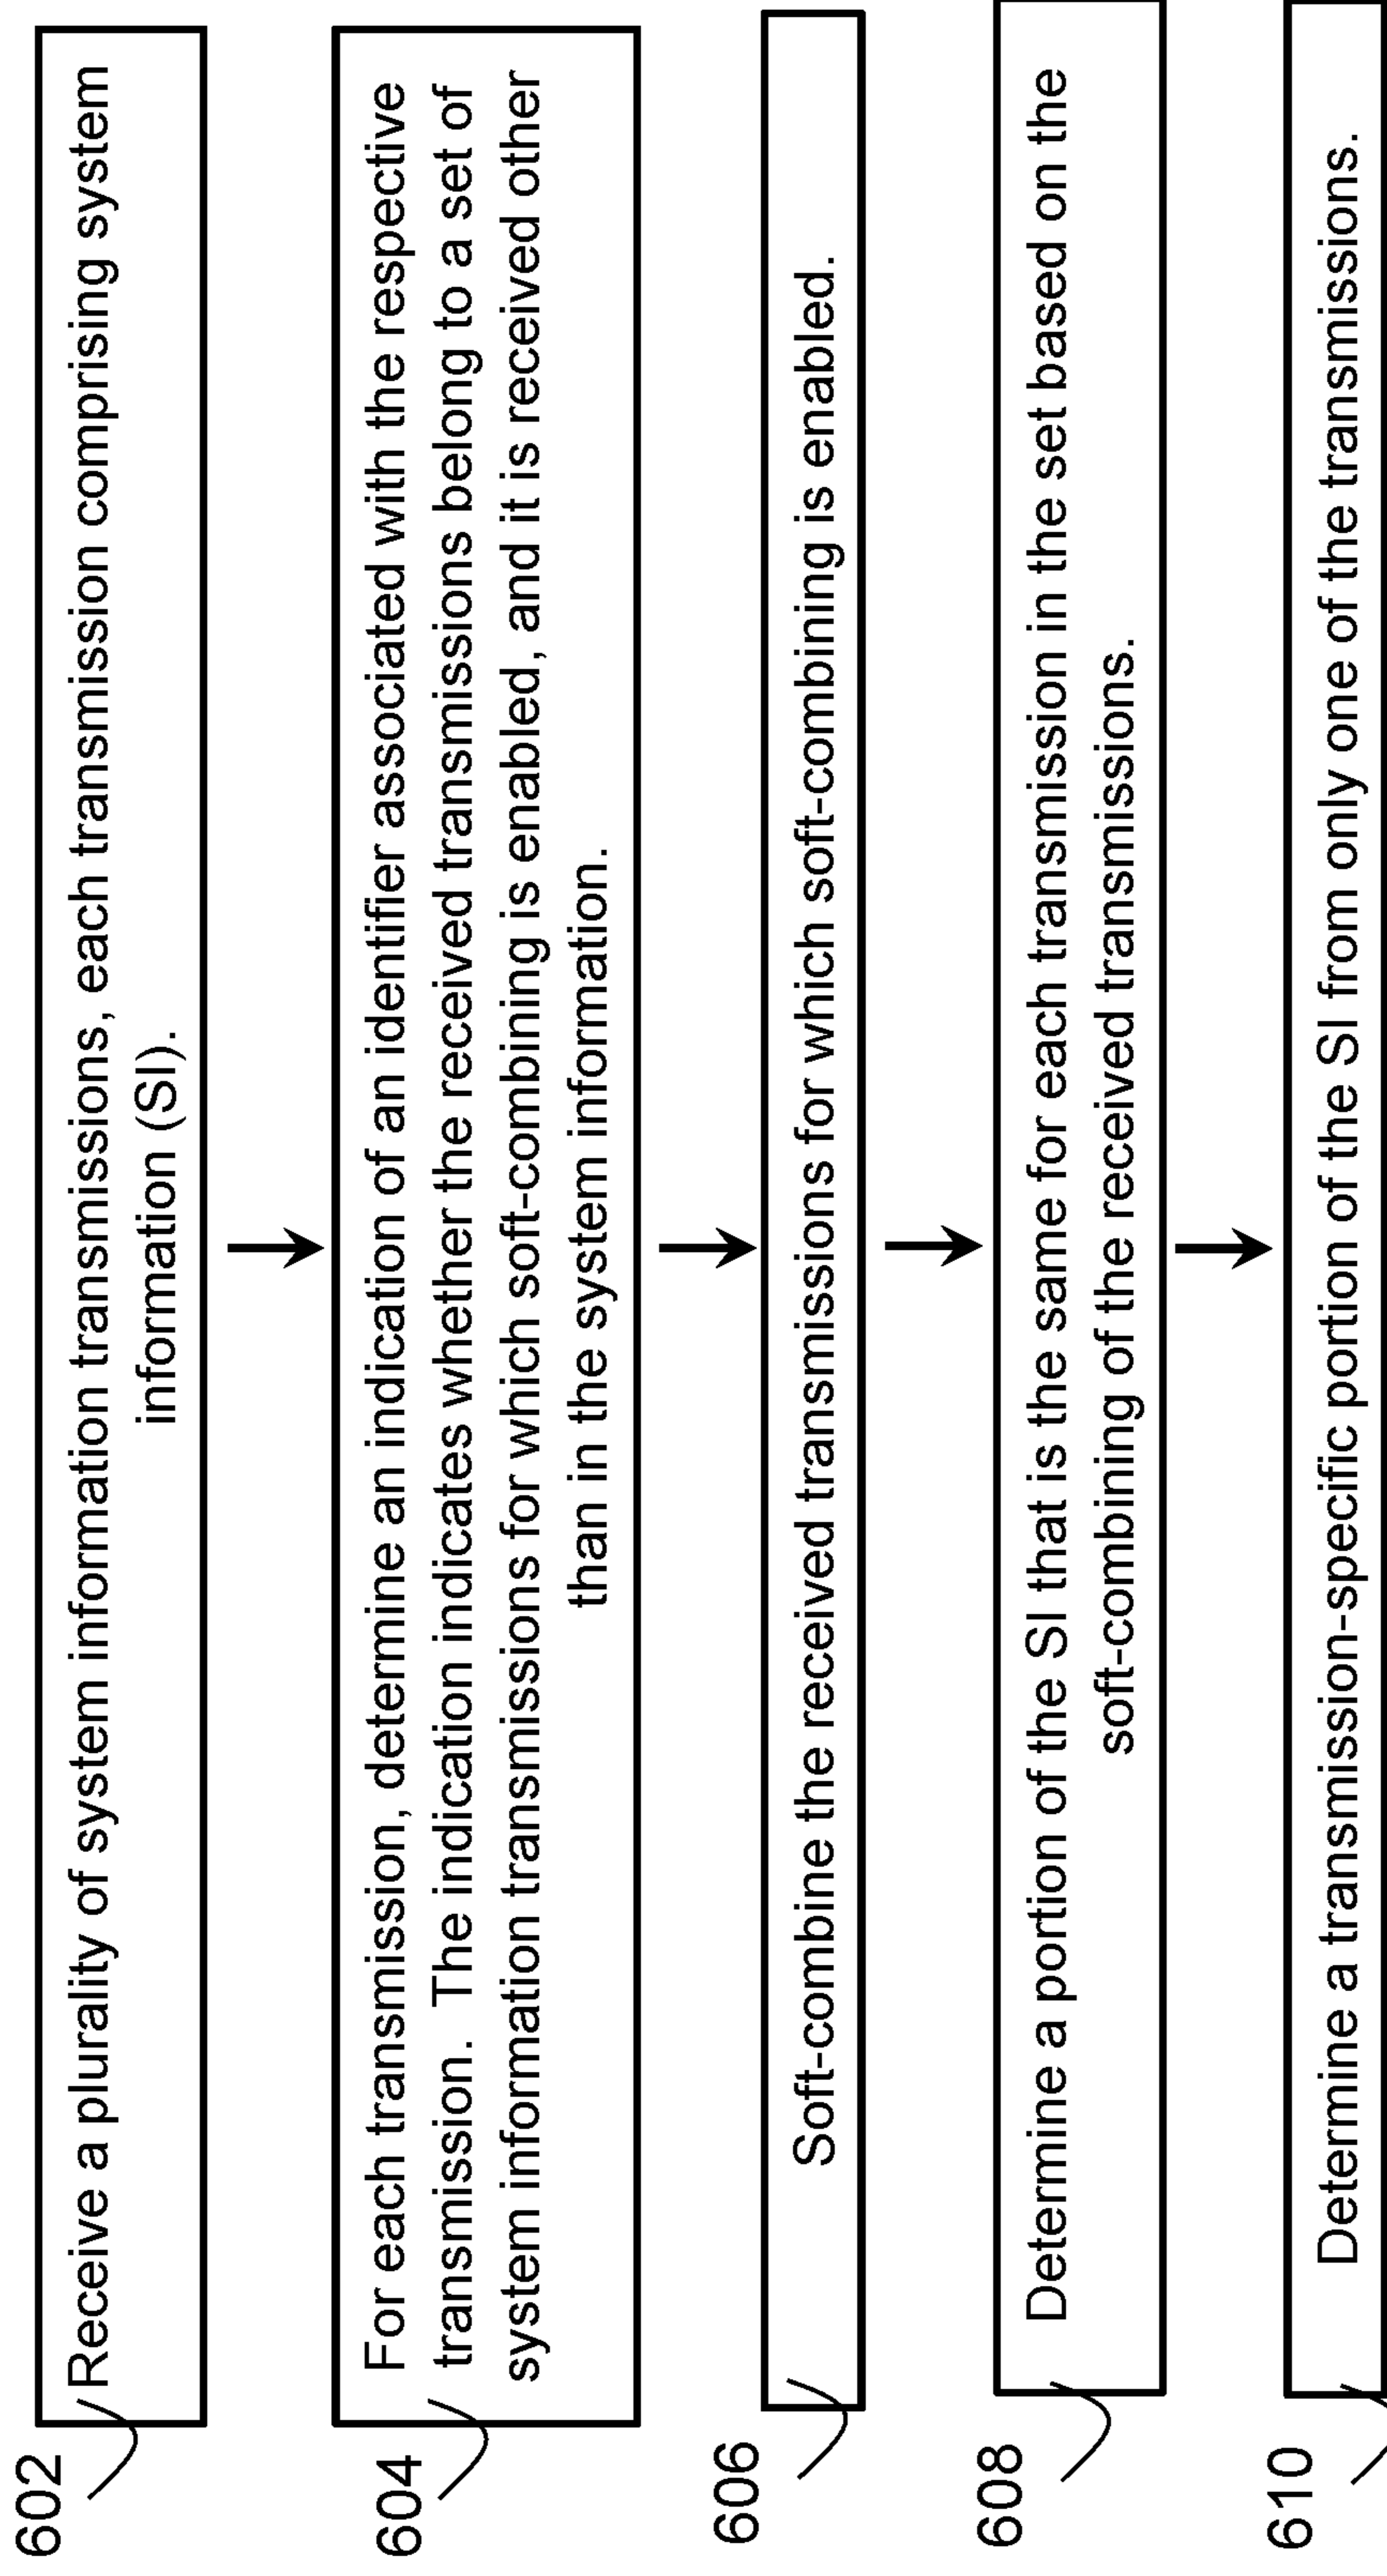 602
Receive a plurality of system information transmissions, each transmission comprising system
information (SI).
604
For each transmission, determine an indication of an identifier associated with the respective
transmission. The indication indicates whether the received transmissions belong to a set of
system information transmissions for which soft-combining is enabled, and it is received other
than in the system information.
606
Soft-combine the received transmissions for which soft-combining is enabled.
608
Determine a portion of the SI that is the same for each transmission in the set based on the
soft-combining of the received transmissions.
610
Determine a transmission-specific portion of the SI from only one of the transmissions.